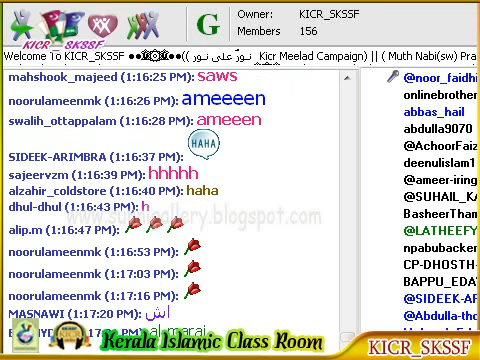 KICR_SKSSF
G
Owner: KICR_SKSSF
Members 156
Welcome To KICR_SKSSF ••۞۞۞••))نور علی نور Kicr Meelad Campaign) || ( Muth Nabi(sw) Pra
mahshook_majeed (1:16:25 PM): saws
noorulameenmk (1:16:26 PM): ameeeen
swalih_ottappalam (1:16:28 PM): ameeen
HAHA
SIDEEK-ARIMBRA (1:16:37 PM):
sajeervzm (1:16:39 PM): hhhhh
alzahir_coldstore (1:16:40 PM): haha
dhul-dhul (1:16:43 PM): h
alip.m (1:16:47 PM):
noorulameenmk (1:16:53 PM):
noorulameenmk (1:17:03 PM):
noorulameenmk (1:17:16 PM):
MASNAWI (1:17:20 PM): اش
al marai
@noor_faidhi
onlinebrother
abbas_hail
abdulla9070
@AchoorFaiz
deenulislam1
@ameer-iring
@SUHAIL_KA
BasheerTham
@LATHEEFY
npabubacker
CP-DHOSTH-
BAPPU_EDA
@SIDEEK-A
@Abdulla-tho
www.sunnigallery.blogspot.com
Kerala Islamic Class Room
KICR_SKSSF